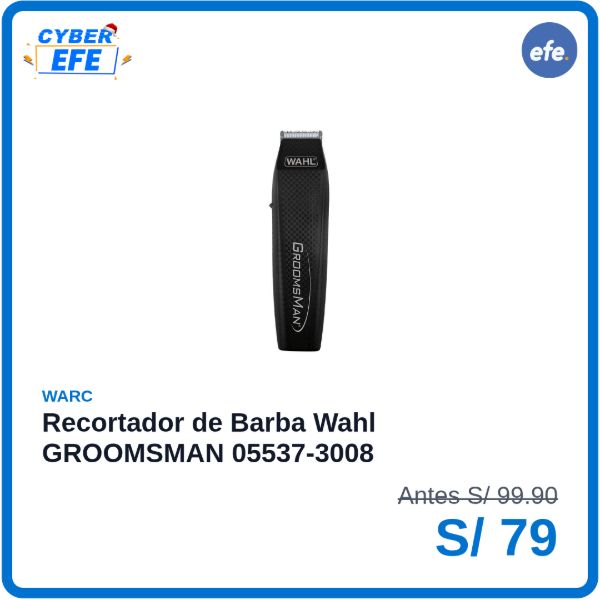 CYBER
EFE
efe.
WAHL
GROOMSMAN
WARC
Recortador de Barba Wahl
GROOMSMAN 05537-3008
Antes S/ 99.90
S/ 79